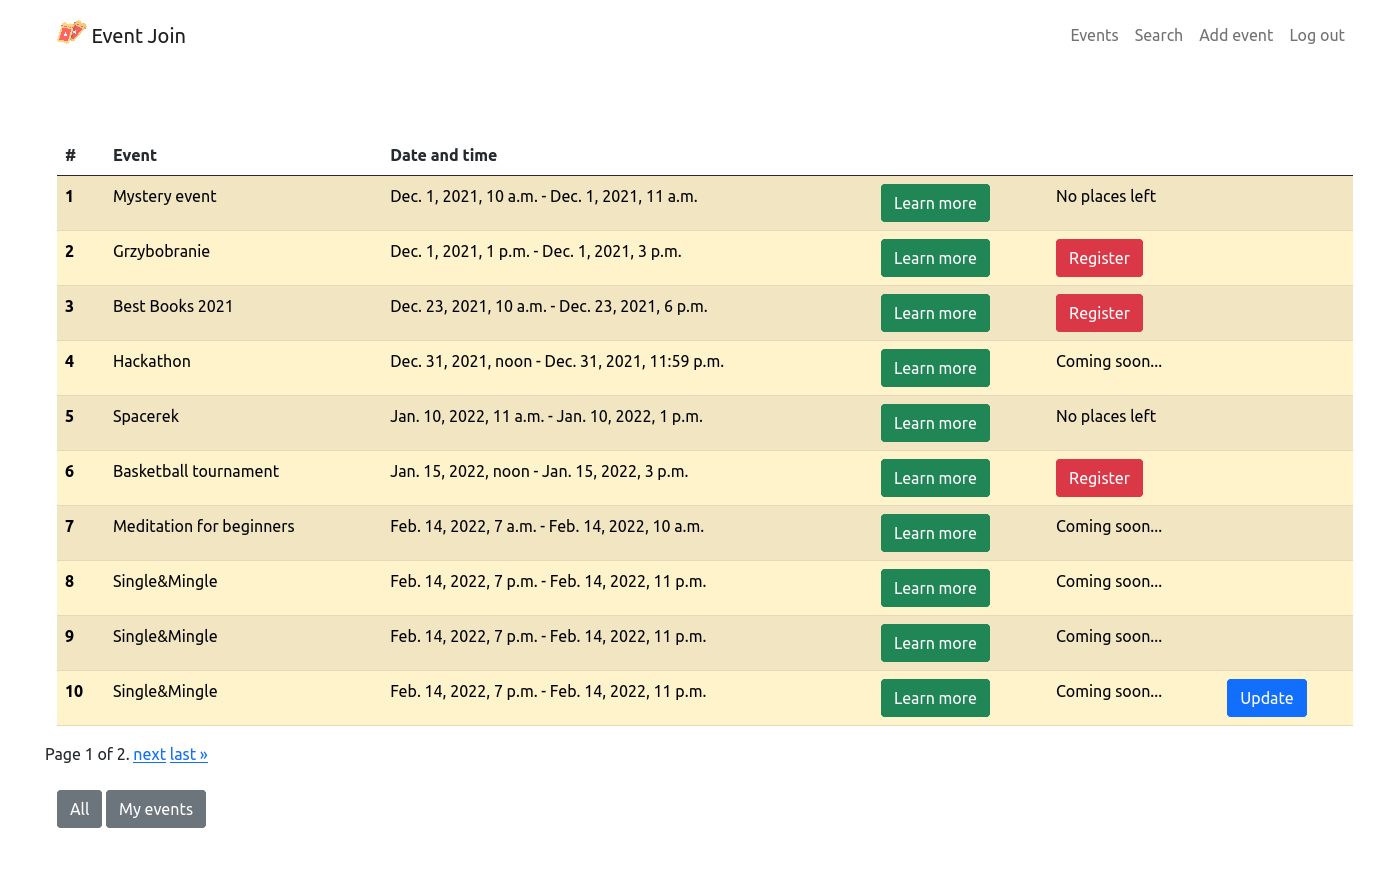 Event Join Events Search Add event Log out
# Event Date and time
1 Mystery event Dec. 1, 2021, 10 a.m. - Dec. 1, 2021, 11 a.m. Learn more No places left
2 Grzybobranie Dec. 1, 2021, 1 p.m. - Dec. 1, 2021, 3 p.m. Learn more Register
3 Best Books 2021 Dec. 23, 2021, 10 a.m. - Dec. 23, 2021, 6 p.m. Learn more Register
4 Hackathon Dec. 31, 2021, noon - Dec. 31, 2021, 11:59 p.m. Learn more Coming soon...
5 Spacerek Jan. 10, 2022, 11 a.m. - Jan. 10, 2022, 1 p.m. Learn more No places left
6 Basketball tournament Jan. 15, 2022, noon - Jan. 15, 2022, 3 p.m. Learn more Register
7 Meditation for beginners Feb. 14, 2022, 7 a.m. - Feb. 14, 2022, 10 a.m. Learn more Coming soon...
8 Single&Mingle Feb. 14, 2022, 7 p.m. - Feb. 14, 2022, 11 p.m. Learn more Coming soon...
9 Single&Mingle Feb. 14, 2022, 7 p.m. - Feb. 14, 2022, 11 p.m. Learn more Coming soon...
10 Single&Mingle Feb. 14, 2022, 7 p.m. - Feb. 14, 2022, 11 p.m. Learn more Coming soon... Update
Page 1 of 2. next last »
All My events